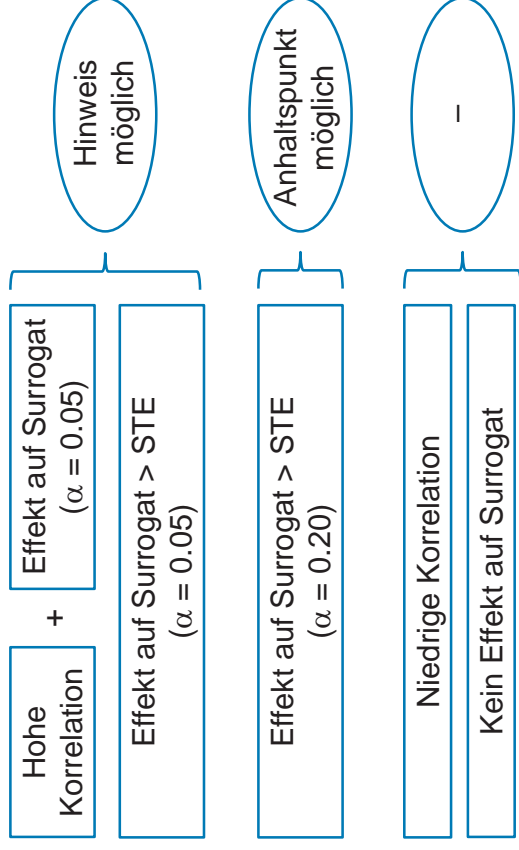 Hohe
Korrelation
+
Effekt auf Surrogat
(α = 0.05)
Effekt auf Surrogat > STE
(α = 0.05)
Hinweis
möglich
Effekt auf Surrogat > STE
(α = 0.20)
Anhaltspunkt
möglich
Niedrige Korrelation
Kein Effekt auf Surrogat
–